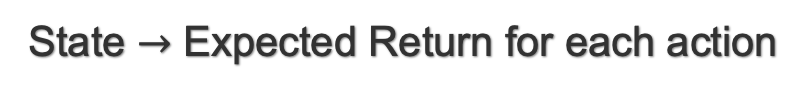 State → Expected Return for each action